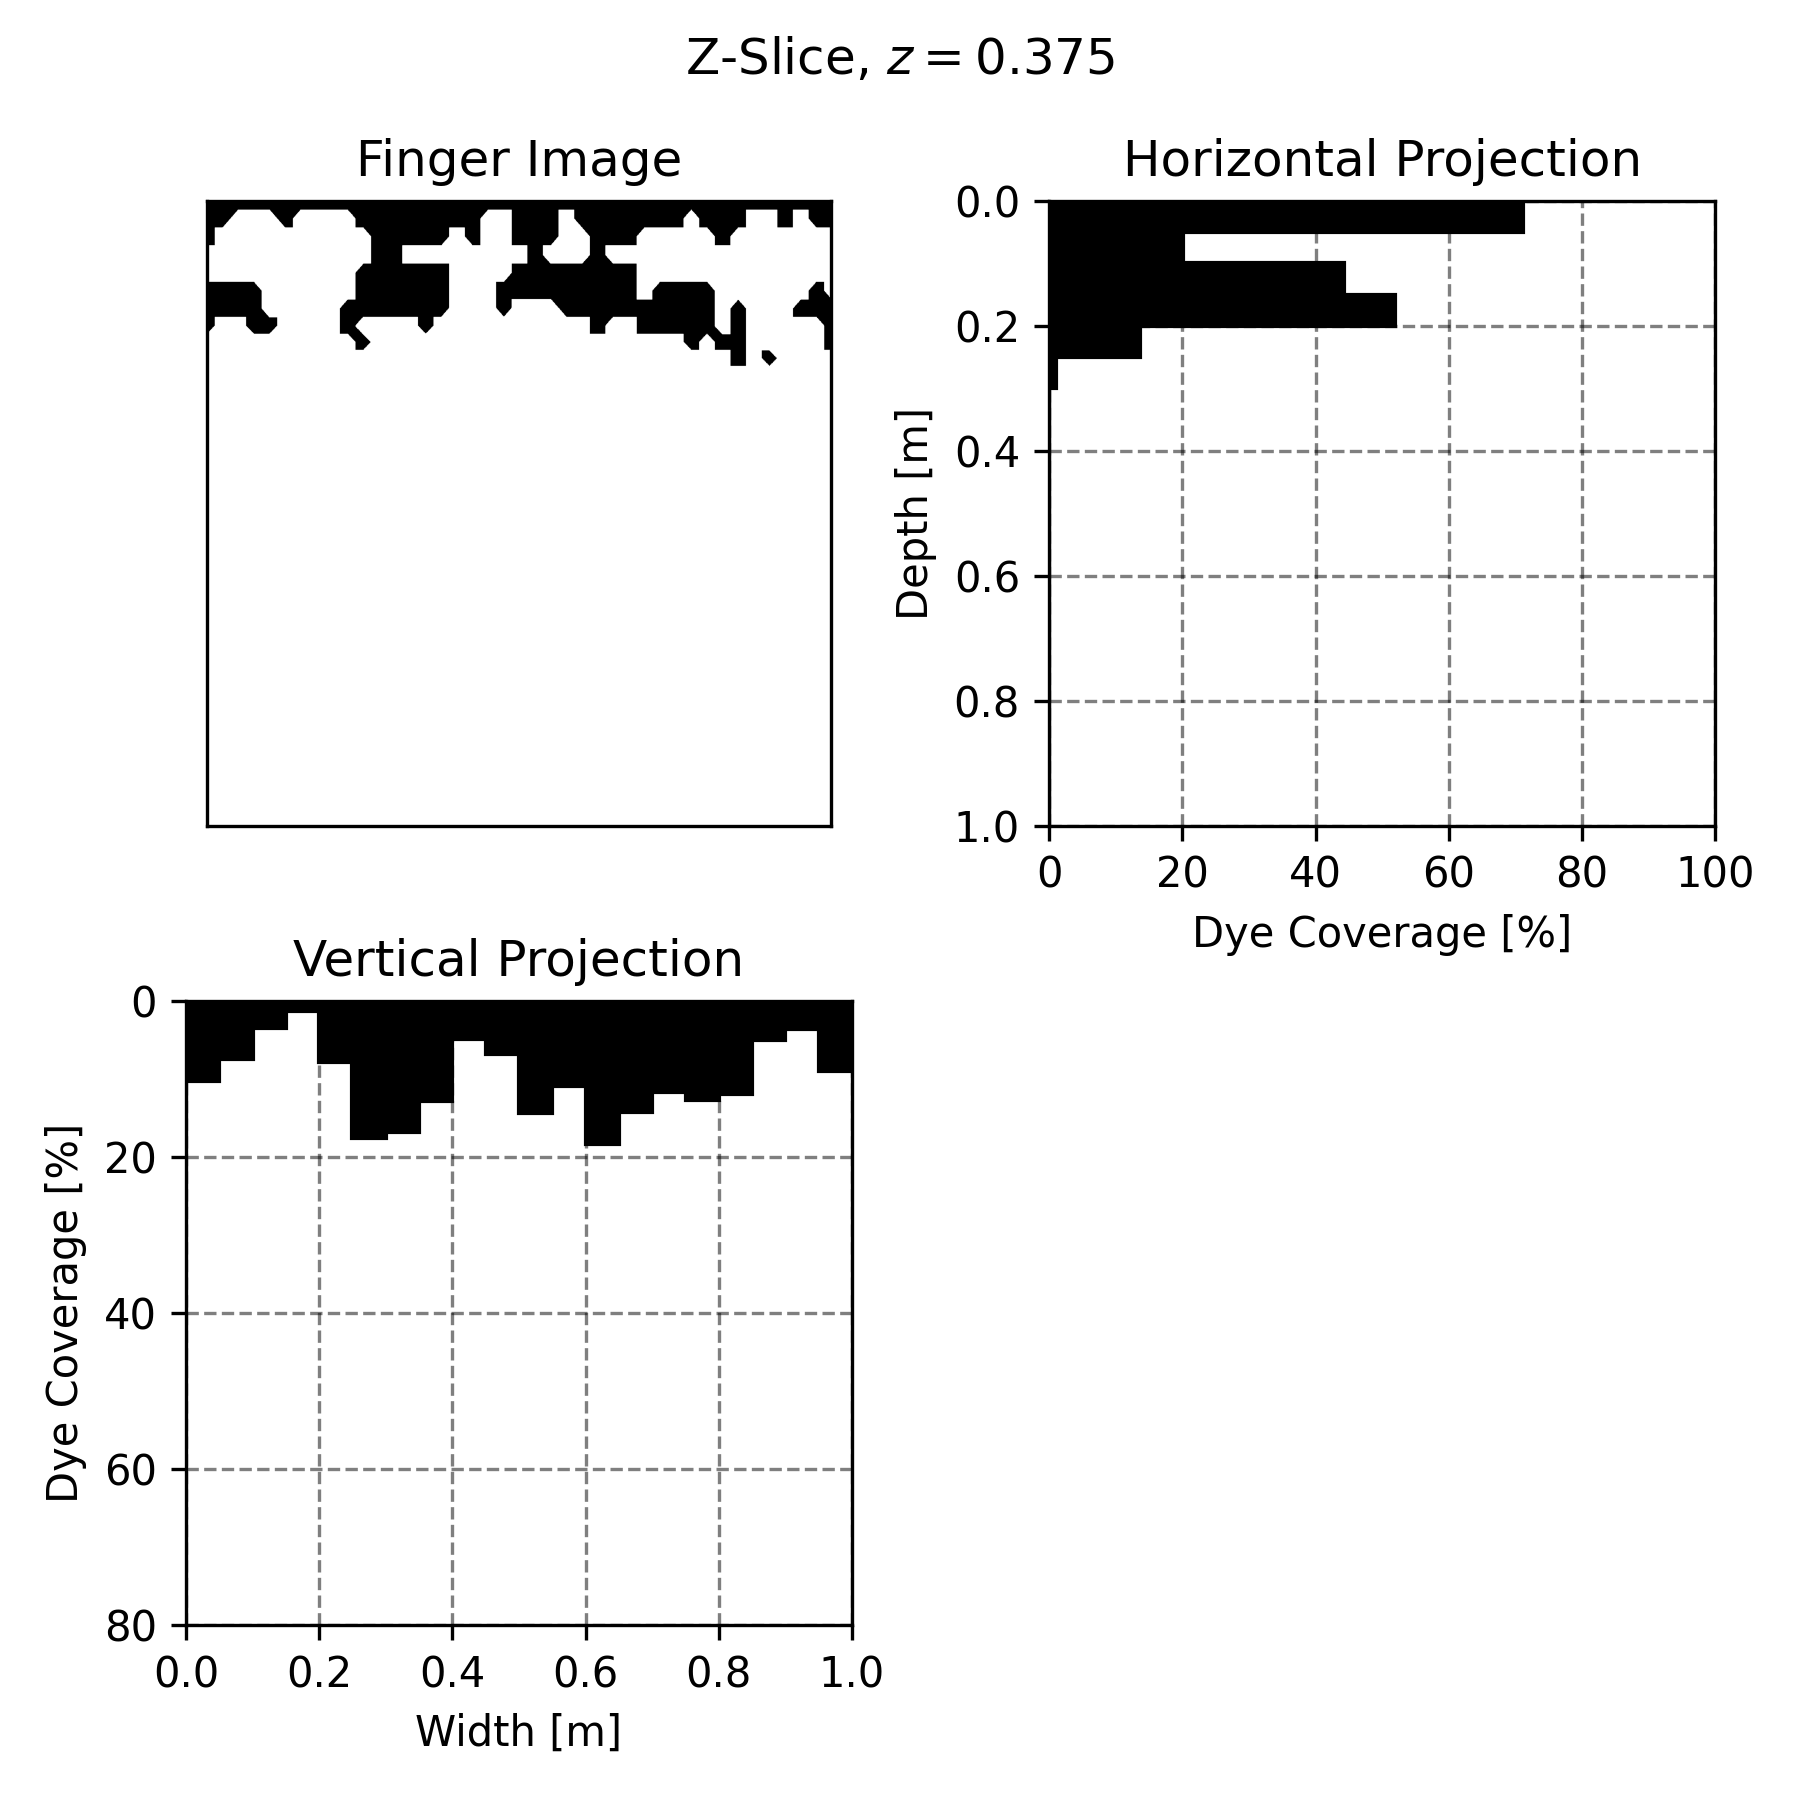 Z-Slice, z = 0.375
Finger Image
Horizontal Projection
0.0
0.2
0.4
0.6
0.8
1.0
Depth [m]
0 20 40 60 80 100
Dye Coverage [%]
Vertical Projection
0
20
40
60
80
Dye Coverage [%]
0.0 0.2 0.4 0.6 0.8 1.0
Width [m]